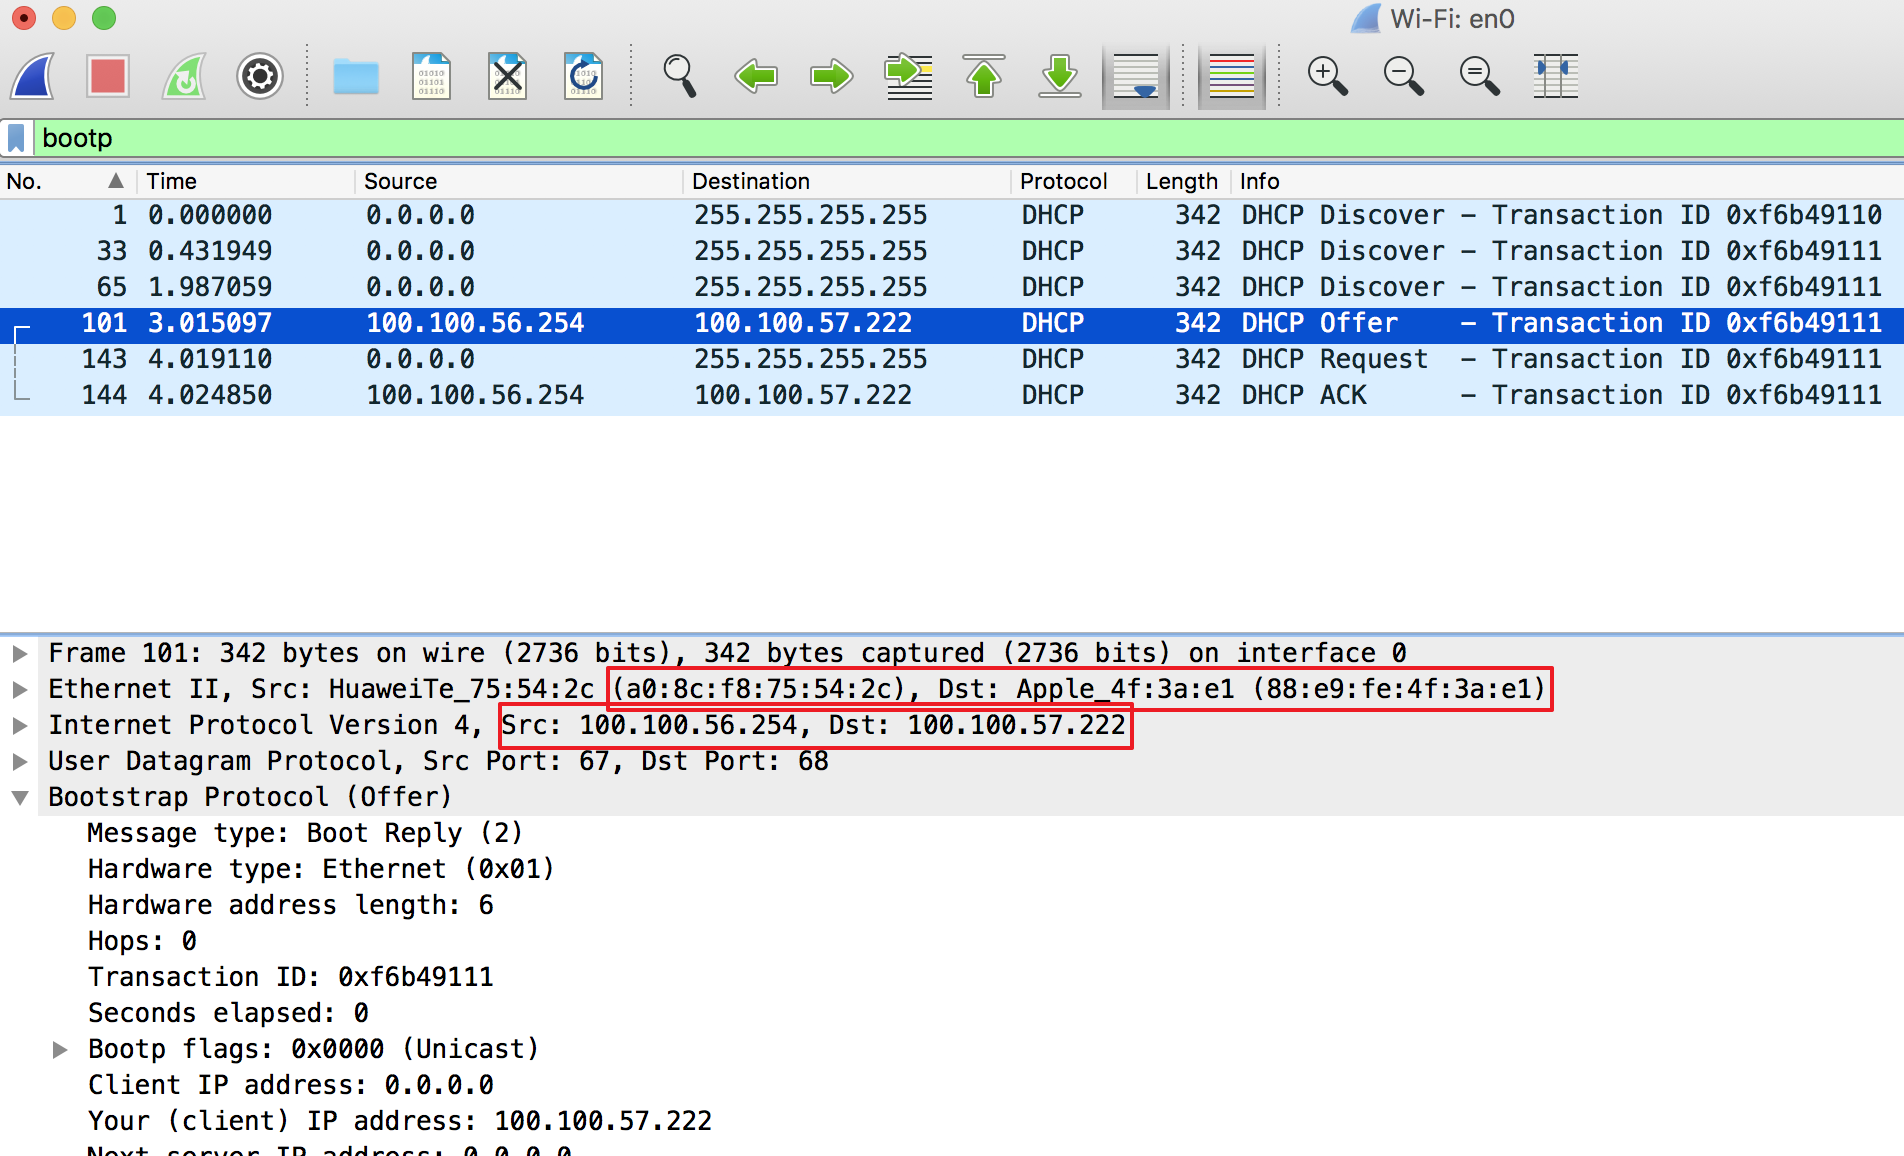 Wi-Fi: en0
bootp
No. Time Source Destination Protocol Length Info
1 0.000000 0.0.0.0 255.255.255.255 DHCP 342 DHCP Discover – Transaction ID 0xf6b49110
33 0.431949 0.0.0.0 255.255.255.255 DHCP 342 DHCP Discover – Transaction ID 0xf6b49111
65 1.987059 0.0.0.0 255.255.255.255 DHCP 342 DHCP Discover – Transaction ID 0xf6b49111
101 3.015097 100.100.56.254 100.100.57.222 DHCP 342 DHCP Offer – Transaction ID 0xf6b49111
143 4.019110 0.0.0.0 255.255.255.255 DHCP 342 DHCP Request – Transaction ID 0xf6b49111
144 4.024850 100.100.56.254 100.100.57.222 DHCP 342 DHCP ACK – Transaction ID 0xf6b49111
Frame 101: 342 bytes on wire (2736 bits), 342 bytes captured (2736 bits) on interface 0
Ethernet II, Src: HuaweiTe_75:54:2c (a0:8c:f8:75:54:2c), Dst: Apple_4f:3a:e1 (88:e9:fe:4f:3a:e1)
Internet Protocol Version 4, Src: 100.100.56.254, Dst: 100.100.57.222
User Datagram Protocol, Src Port: 67, Dst Port: 68
Bootstrap Protocol (Offer)
Message type: Boot Reply (2)
Hardware type: Ethernet (0x01)
Hardware address length: 6
Hops: 0
Transaction ID: 0xf6b49111
Seconds elapsed: 0
Bootp flags: 0x0000 (Unicast)
Client IP address: 0.0.0.0
Your (client) IP address: 100.100.57.222
Next server IP address: 0.0.0.0